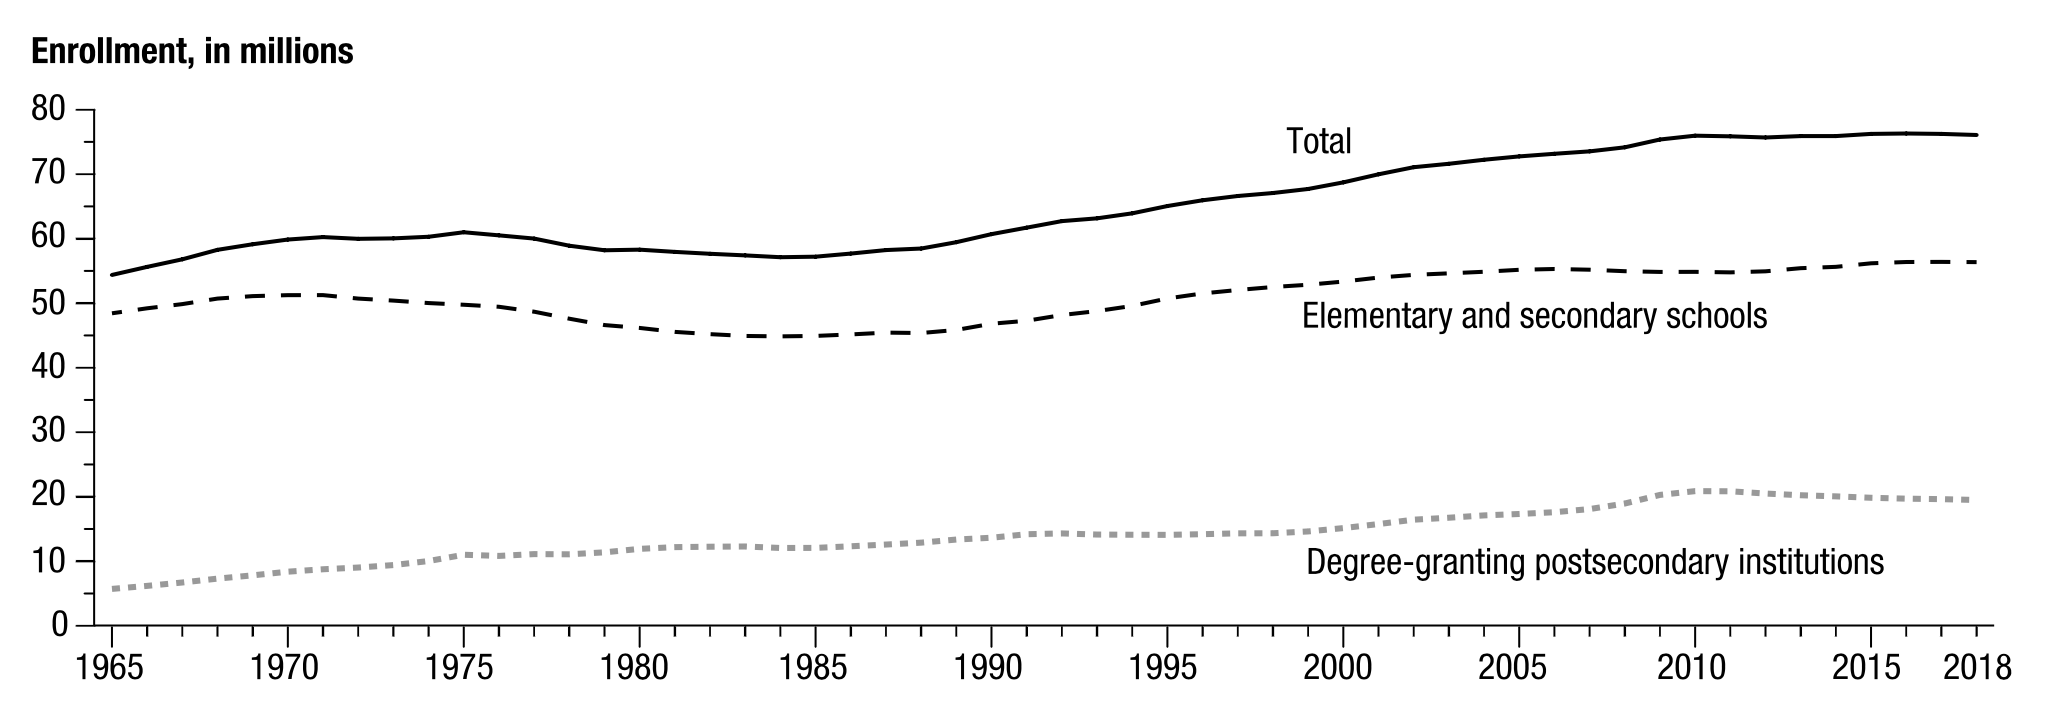 Enrollment, in millions
80
Total
70
60
50
Elementary and secondary schools
40
30
20
10
Degree-granting postsecondary institutions
0
1965 1970 1975 1980 1985 1990 1995 2000 2005 2010 2015 2018